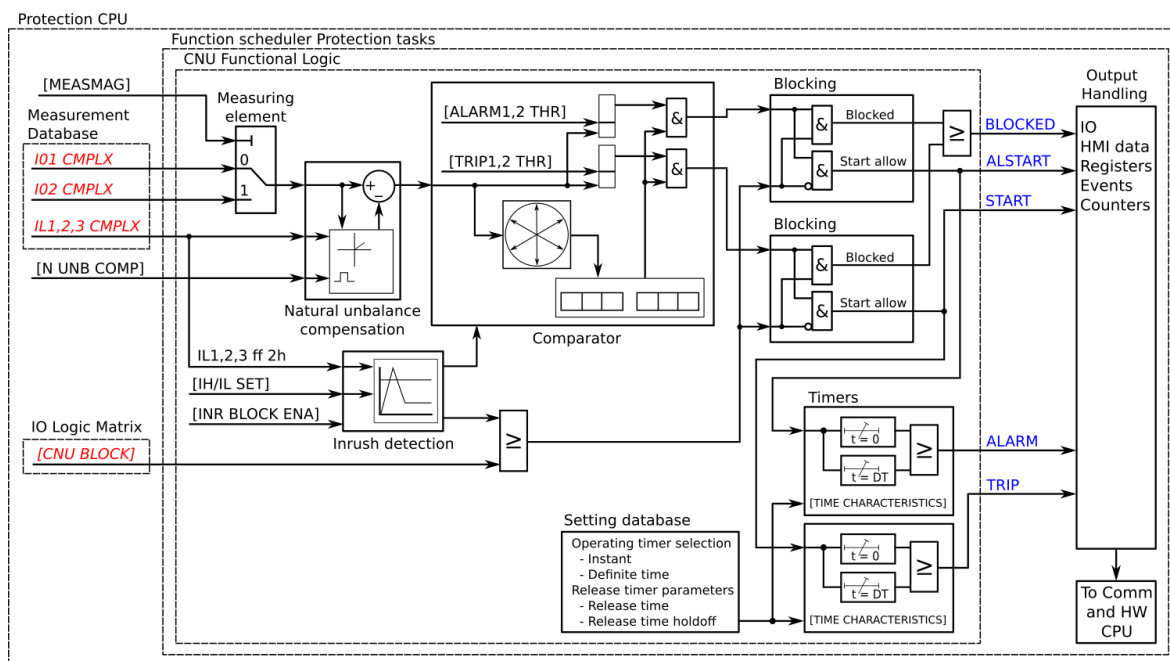 Protection CPU
Function scheduler Protection tasks
CNU Functional Logic
[MEASMAG]
Measurement
Database
I01 CMPLX
I02 CMPLX
IL1,2,3 CMPLX
[N UNB COMP]
Measuring
element
0
1
+
-
Natural unbalance
compensation
[ALARM1,2 THR]
[TRIP1,2 THR]
&
&
Comparator
IL1,2,3 ff 2h
[IH/IL SET]
[INR BLOCK ENA]
Inrush detection
≥
IO Logic Matrix
[CNU BLOCK]
Blocking
&
Blocked
&
Start allow
Blocking
&
Blocked
&
Start allow
≥
BLOCKED
ALSTART
START
Timers
t = 0
t = DT
≥
[TIME CHARACTERISTICS]
t = 0
t = DT
≥
[TIME CHARACTERISTICS]
ALARM
TRIP
Setting database
Operating timer selection
- Instant
- Definite time
Release timer parameters
- Release time
- Release time holdoff
Output
Handling
IO
HMI data
Registers
Events
Counters
To Comm
and HW
CPU